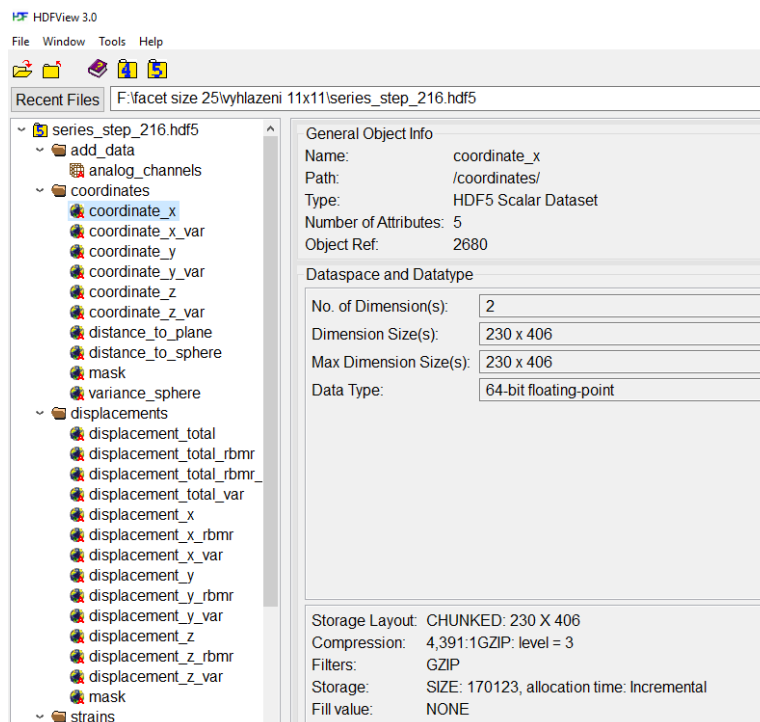 HDFView 3.0
File Window Tools Help
4 5
Recent Files F:\facet size 25\vyhlazeni 11x11\series_step_216.hdf5
5 series_step_216.hdf5
add_data
analog_channels
coordinates
coordinate_x
coordinate_x_var
coordinate_y
coordinate_y_var
coordinate_z
coordinate_z_var
distance_to_plane
distance_to_sphere
mask
variance_sphere
displacements
displacement_total
displacement_total_rbmr
displacement_total_rbmr_
displacement_total_var
displacement_x
displacement_x_rbmr
displacement_x_var
displacement_y
displacement_y_rbmr
displacement_y_var
displacement_z
displacement_z_rbmr
displacement_z_var
mask
strains
General Object Info
Name: coordinate_x
Path: /coordinates/
Type: HDF5 Scalar Dataset
Number of Attributes: 5
Object Ref: 2680
Dataspace and Datatype
No. of Dimension(s): 2
Dimension Size(s): 230 x 406
Max Dimension Size(s): 230 x 406
Data Type: 64-bit floating-point
Storage Layout: CHUNKED: 230 X 406
Compression: 4,391:1GZIP: level = 3
Filters: GZIP
Storage: SIZE: 170123, allocation time: Incremental
Fill value: NONE